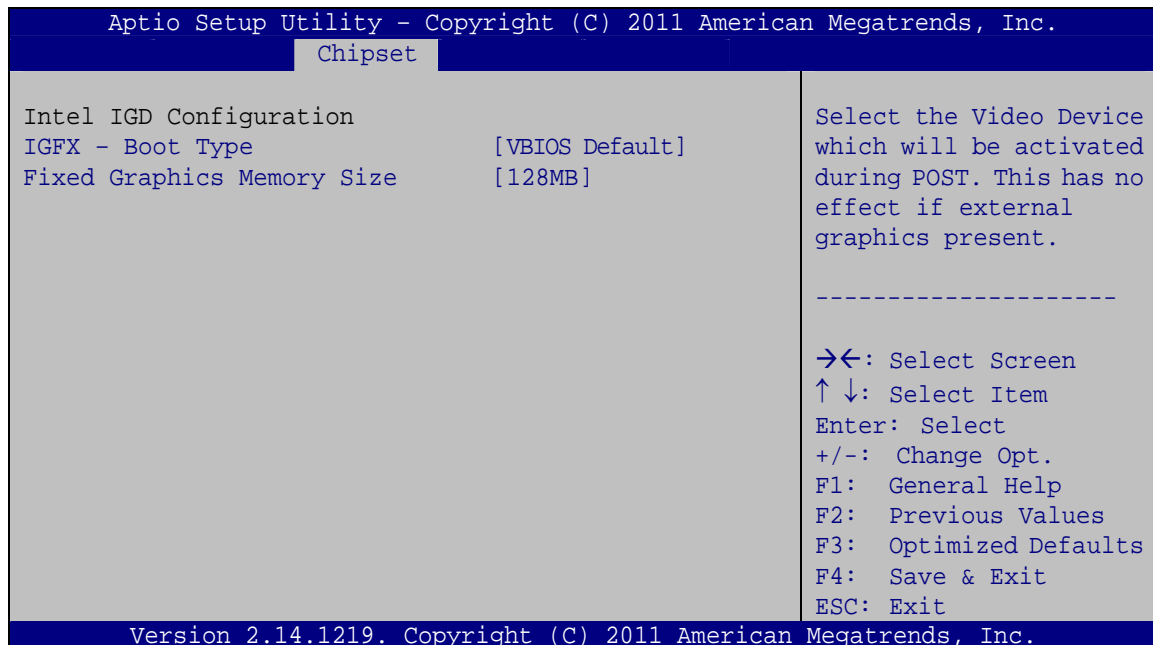 Aptio Setup Utility – Copyright (C) 2011 American Megatrends, Inc.
Chipset
Intel IGD Configuration
IGFX – Boot Type [VBIOS Default]
Fixed Graphics Memory Size [128MB]
Select the Video Device
which will be activated
during POST. This has no
effect if external
graphics present.
---------------------
→←: Select Screen
↑ ↓: Select Item
Enter: Select
+/-: Change Opt.
F1: General Help
F2: Previous Values
F3: Optimized Defaults
F4: Save & Exit
ESC: Exit
Version 2.14.1219. Copyright (C) 2011 American Megatrends, Inc.